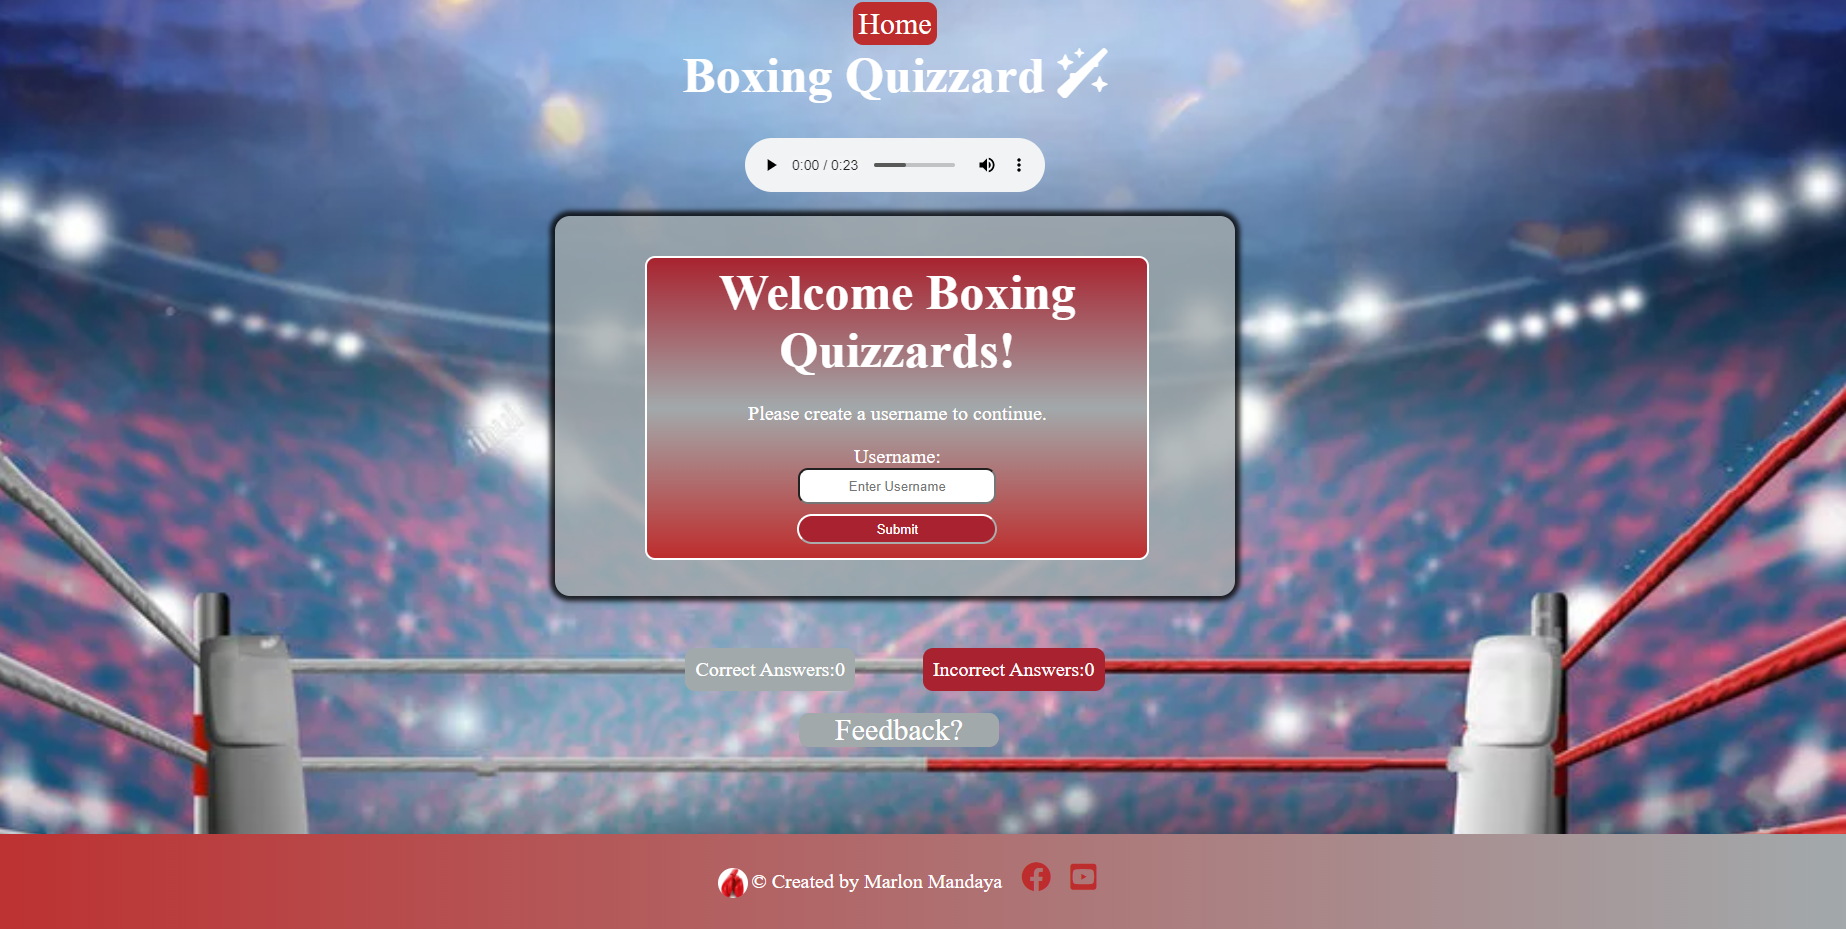 Home
Boxing Quizzard
0:00 / 0:23
Welcome Boxing
Quizzards!
Please create a username to continue.
Username:
Enter Username
Submit
Correct Answers:0
Incorrect Answers:0
Feedback?
© Created by Marlon Mandaya